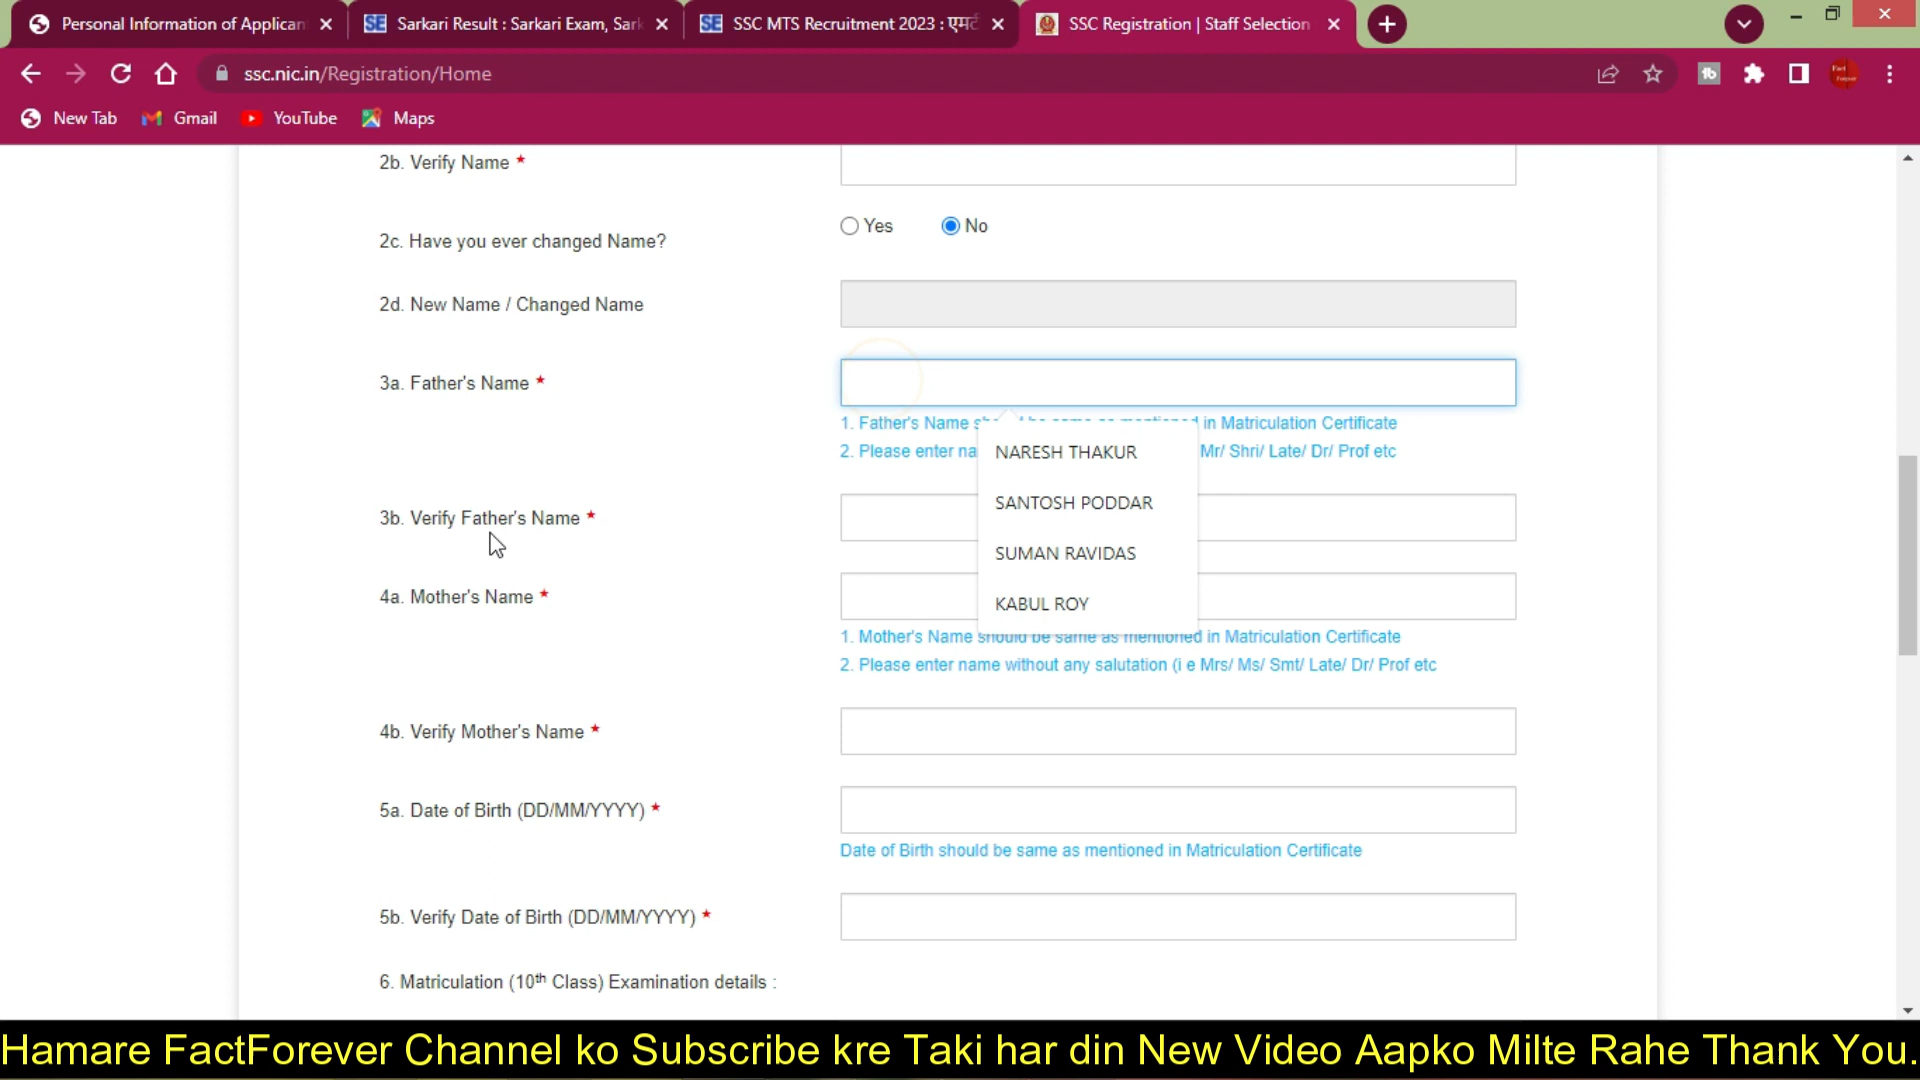 Personal Information of Applican
Sarkari Result : Sarkari Exam, Sark
SSC MTS Recruitment 2023 :
SSC Registration | Staff Selection
ssc.nic.in/Registration/Home
New Tab
Gmail
YouTube
Maps
2b. Verify Name *
2c. Have you ever changed Name?
Yes
No
2d. New Name / Changed Name
3a. Father's Name *
1. Father's Name in Matriculation Certificate
2. Please enter Mr/ Shri/ Late/ Dr/ Prof etc
NARESH THAKUR
SANTOSH PODDAR
SUMAN RAVIDAS
KABUL ROY
3b. Verify Father's Name *
4a. Mother's Name *
1. Mother's Name should be same as mentioned in Matriculation Certificate
2. Please enter name without any salutation (i e Mrs/ Ms/ Smt/ Late/ Dr/ Prof etc
4b. Verify Mother's Name *
5a. Date of Birth (DD/MM/YYYY) *
Date of Birth should be same as mentioned in Matriculation Certificate
5b. Verify Date of Birth (DD/MM/YYYY) *
6. Matriculation (10th Class) Examination details :
Hamare FactForever Channel ko Subscribe kre Taki har din New Video Aapko Milte Rahe Thank You.